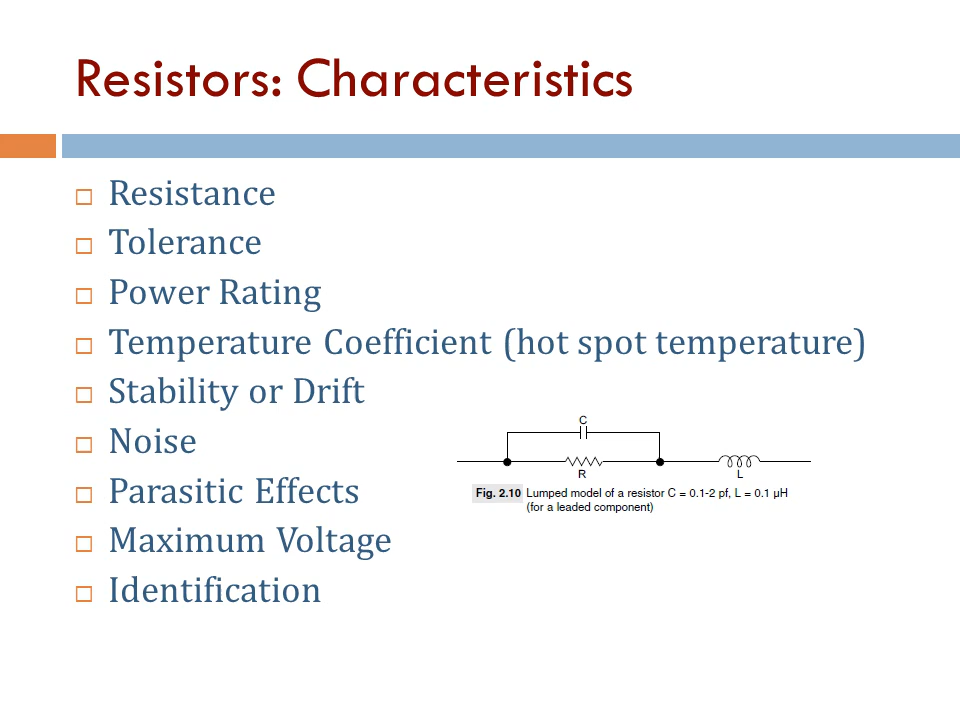 Resistors: Characteristics
Resistance
Tolerance
Power Rating
Temperature Coefficient (hot spot temperature)
Stability or Drift
Noise
Parasitic Effects
Maximum Voltage
Identification
C
R
L
Fig. 2.10 Lumped model of a resistor C = 0.1-2 pf, L = 0.1 µH
(for a leaded component)